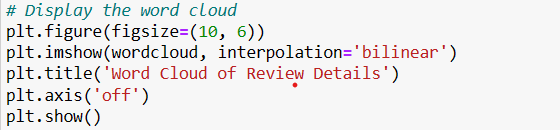 # Display the word cloud
plt.figure(figsize=(10, 6))
plt.imshow(wordcloud, interpolation='bilinear')
plt.title('Word Cloud of Review Details')
plt.axis('off')
plt.show()